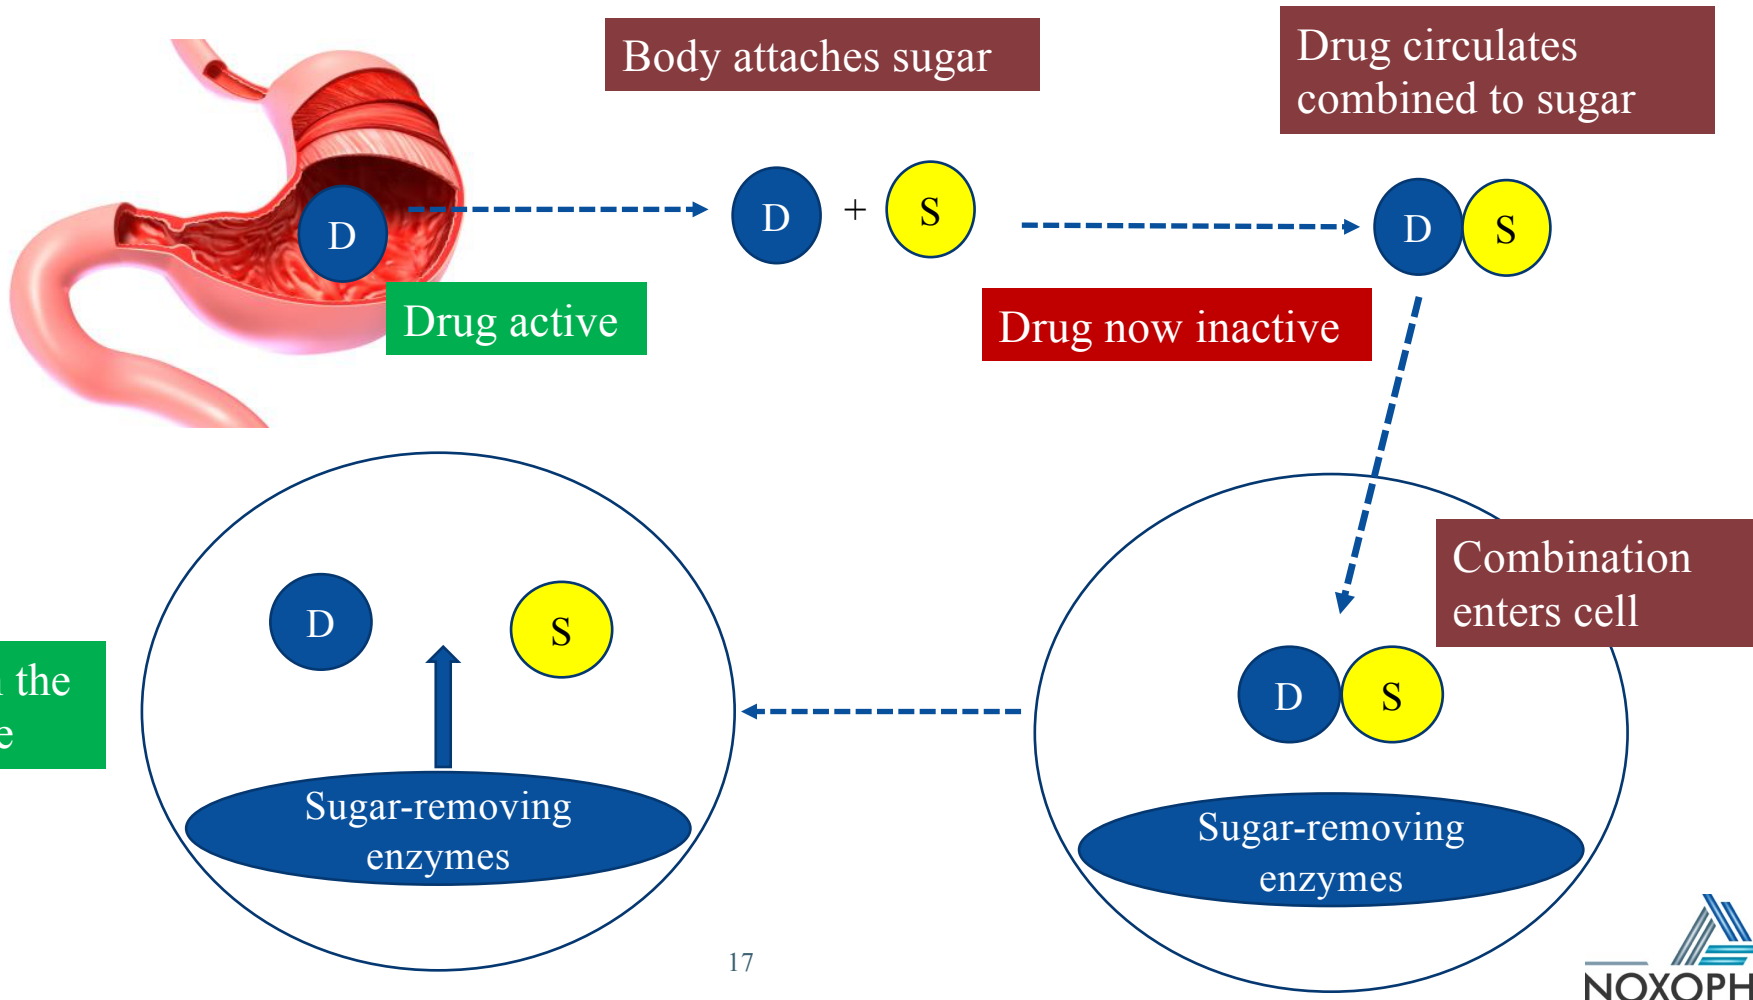 Body attaches sugar
Drug circulates
combined to sugar
D
D
+
S
D
S
Drug active
Drug now inactive
Combination
enters cell
D
S
D
S
the
Sugar-removing
enzymes
Sugar-removing
enzymes
17
NOXOPH